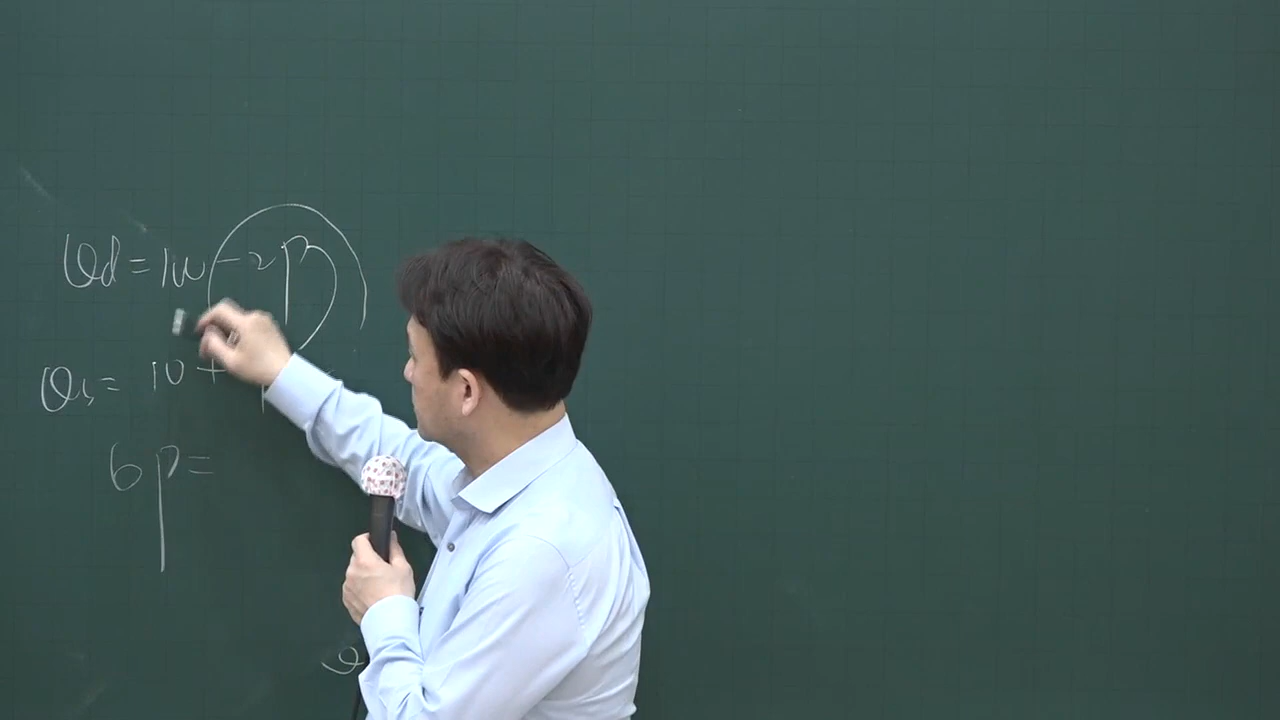 Qd = 100 - 2p
Qs = 10 +
6p =